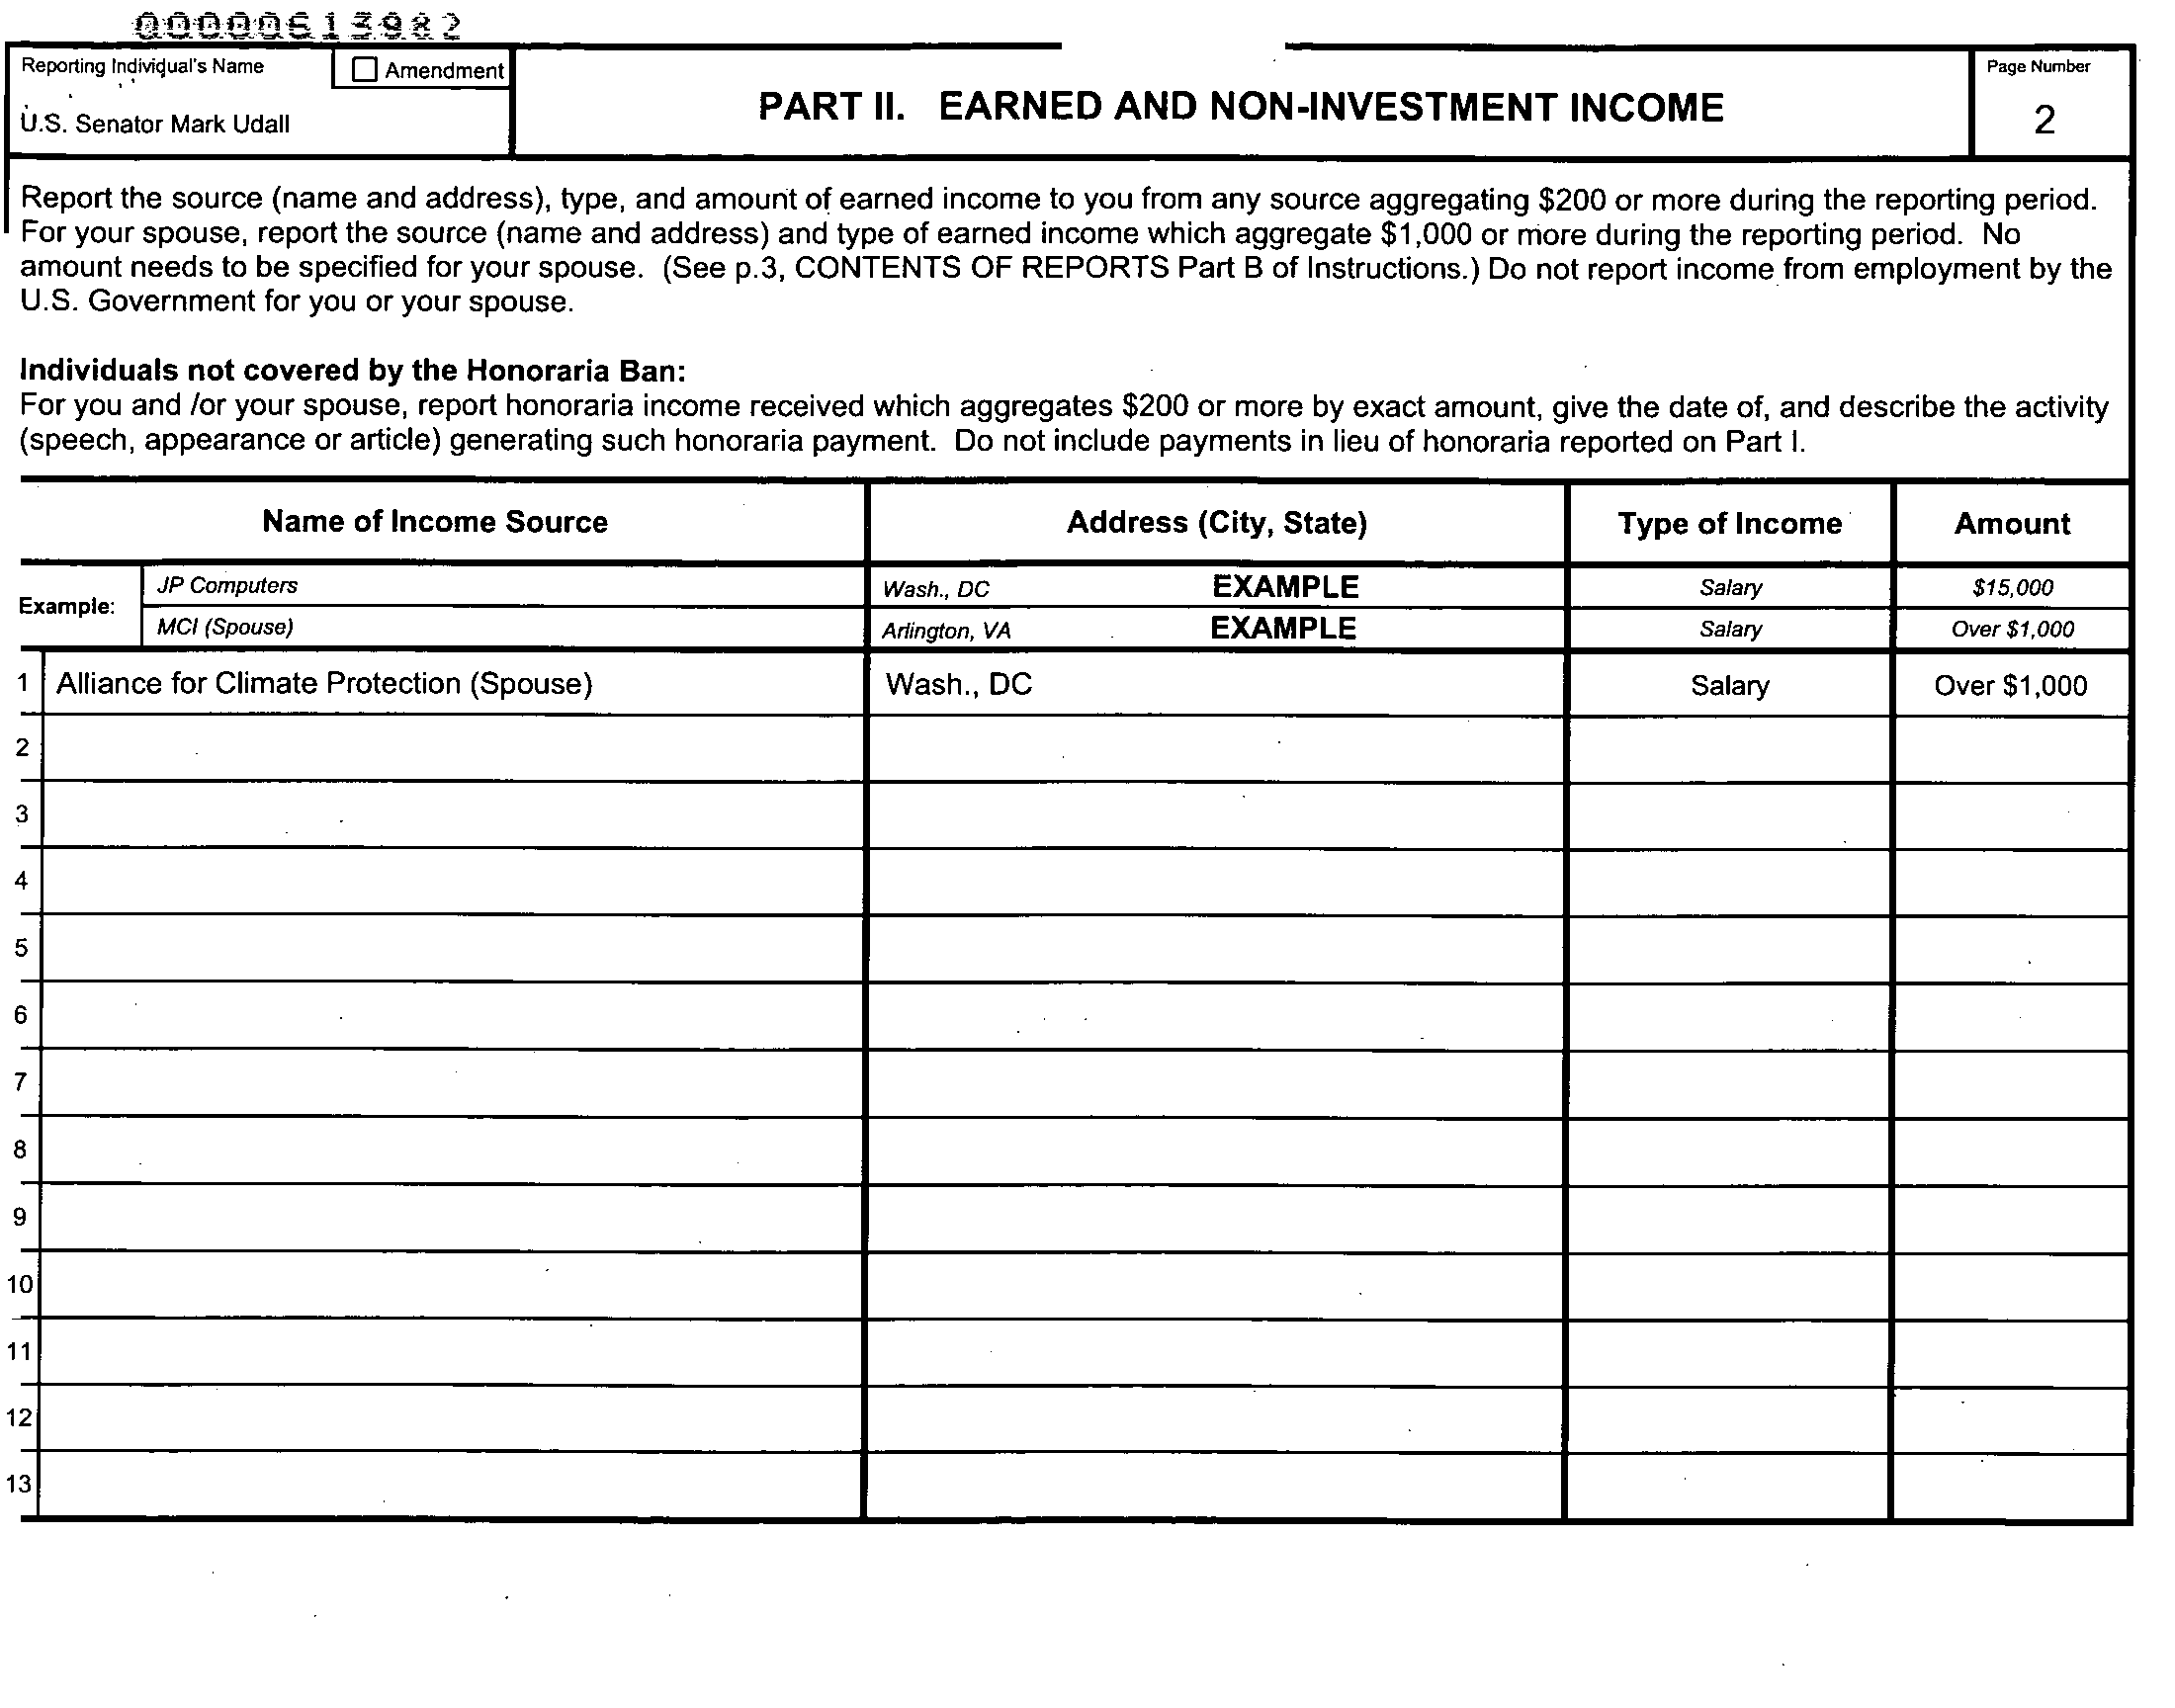 00000613982
Reporting Individual's Name
Amendment
U.S. Senator Mark Udall
PART II. EARNED AND NON-INVESTMENT INCOME
Page Number
2
Report the source (name and address), type, and amount of earned income to you from any source aggregating $200 or more during the reporting period.
For your spouse, report the source (name and address) and type of earned income which aggregate $1,000 or more during the reporting period. No
amount needs to be specified for your spouse. (See p.3, CONTENTS OF REPORTS Part B of Instructions.) Do not report income from employment by the
U.S. Government for you or your spouse.
Individuals not covered by the Honoraria Ban:
For you and /or your spouse, report honoraria income received which aggregates $200 or more by exact amount, give the date of, and describe the activity
(speech, appearance or article) generating such honoraria payment. Do not include payments in lieu of honoraria reported on Part I.
Name of Income Source Address (City, State) Type of Income Amount
Example:
JP Computers Wash., DC EXAMPLE Salary $15,000
MCI (Spouse) Arlington, VA EXAMPLE Salary Over $1,000
1 Alliance for Climate Protection (Spouse) Wash., DC Salary Over $1,000
2
3
4
5
6
7
8
9
10
11
12
13